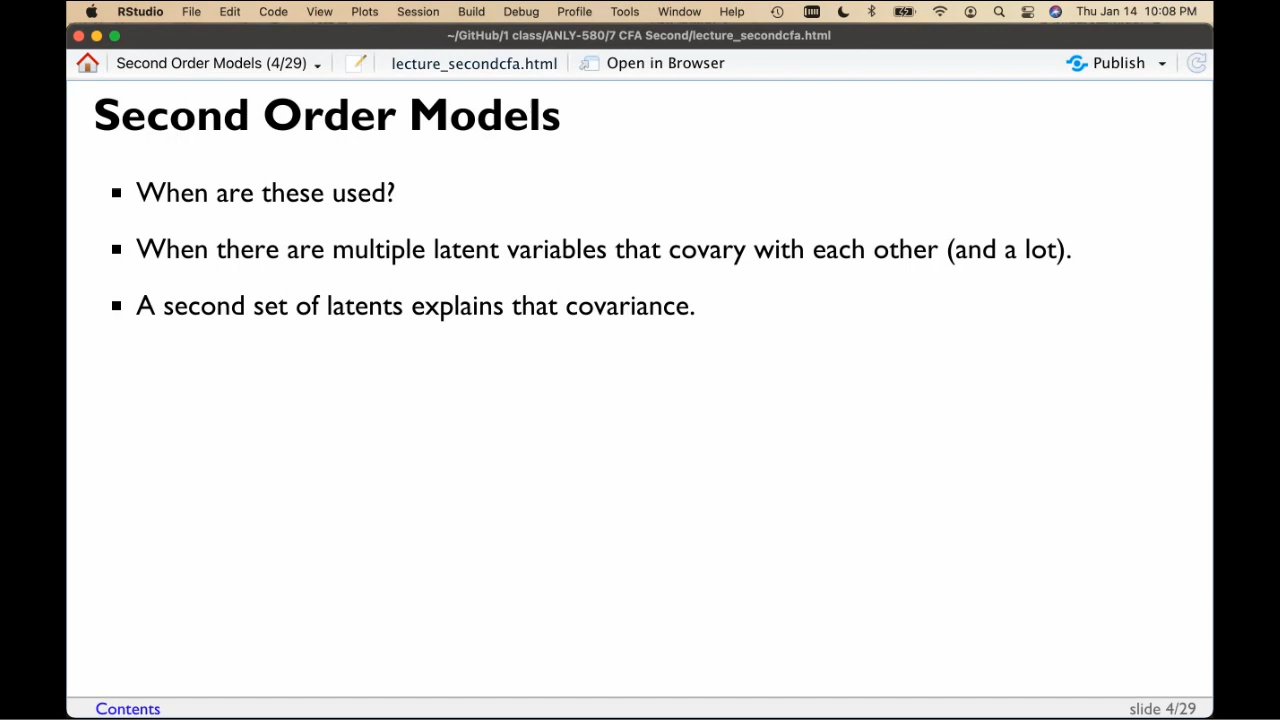 RStudio File Edit Code View Plots Session Build Debug Profile Tools Window Help Thu Jan 14 10:08 PM
~/GitHub/1 class/ANLY-580/7 CFA Second/lecture_secondcfa.html
Second Order Models (4/29) lecture_secondcfa.html Open in Browser Publish
Second Order Models
When are these used?
When there are multiple latent variables that covary with each other (and a lot).
A second set of latents explains that covariance.
Contents slide 4/29